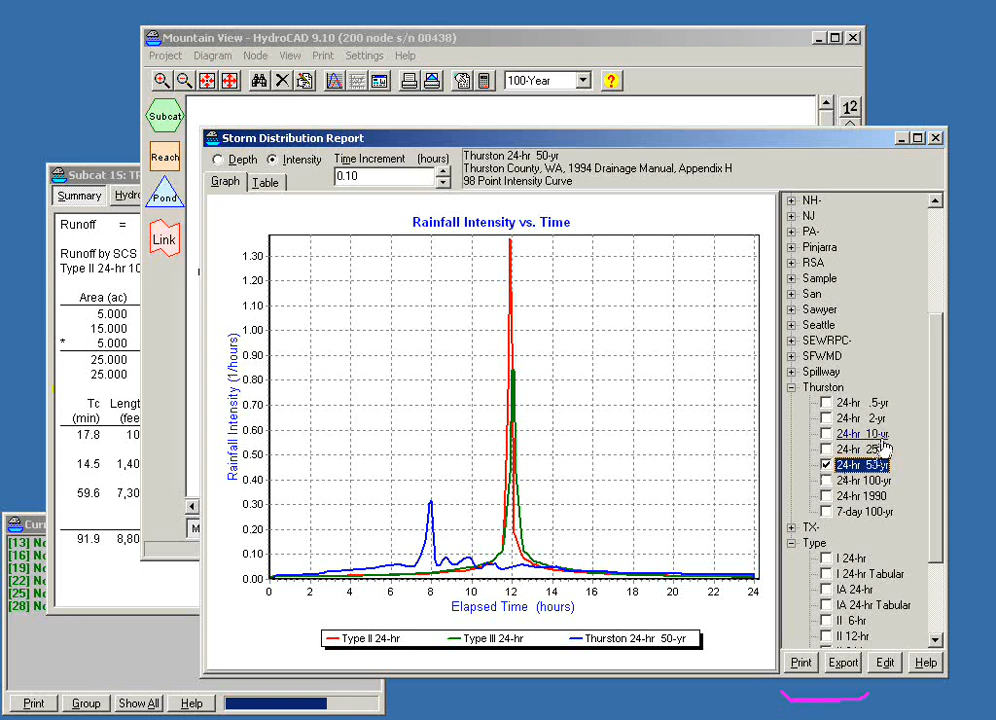 Mountain View - HydroCAD 9.10 (200 node s/n 00438)
Project Diagram Node View Print Settings Help
100-Year
?
12
Subcat
Reach
Pond
Link
Subcat 1S:
Summary
Runoff =
Runoff by SCS
Type II 24-hr 10
Area (ac)
5.000
15.000
* 5.000
25.000
25.000
Tc Lengt
(min) (fee
17.8 10
14.5 1,40
59.6 7,30
91.9 8,80
[13] No
[16] No
[19] No
[22] No
[25] No
[28] No
Print Group Show All Help
Storm Distribution Report
Depth Intensity
Time Increment (hours)
0.10
Thurston 24-hr 50-yr
Thurston County, WA, 1994 Drainage Manual, Appendix H
98 Point Intensity Curve
Graph Table
Rainfall Intensity vs. Time
Rainfall Intensity (1/hours)
1.30
1.20
1.10
1.00
0.90
0.80
0.70
0.60
0.50
0.40
0.30
0.20
0.10
0.00
0 2 4 6 8 10 12 14 16 18 20 22 24
Elapsed Time (hours)
Type II 24-hr Type III 24-hr Thurston 24-hr 50-yr
NH-
NJ
PA-
Pinjarra
RSA
Sample
San
Sawyer
Seattle
SEWRPC-
SFWMD
Spillway
Thurston
24-hr .5-yr
24-hr 2-yr
24-hr 10-yr
24-hr
24-hr 50-yr
24-hr 100-yr
24-hr 1990
7-day 100-yr
TX-
Type
I 24-hr
I 24-hr Tabular
IA 24-hr
IA 24-hr Tabular
II 6-hr
II 12-hr
Print Export Edit Help